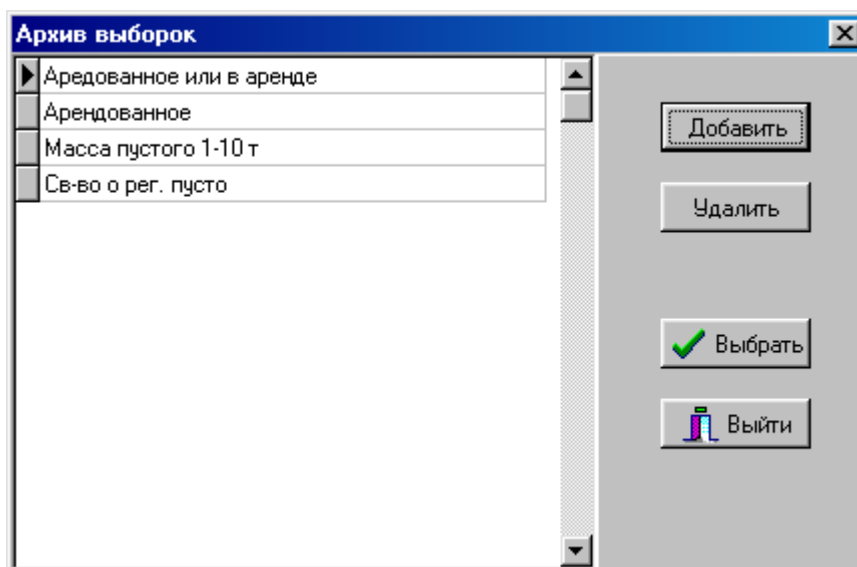 Архив выборок
Аредованное или в аренде
Арендованное
Масса пустого 1-10 т
Св-во о рег. пусто
Добавить
Удалить
Выбрать
Выйти